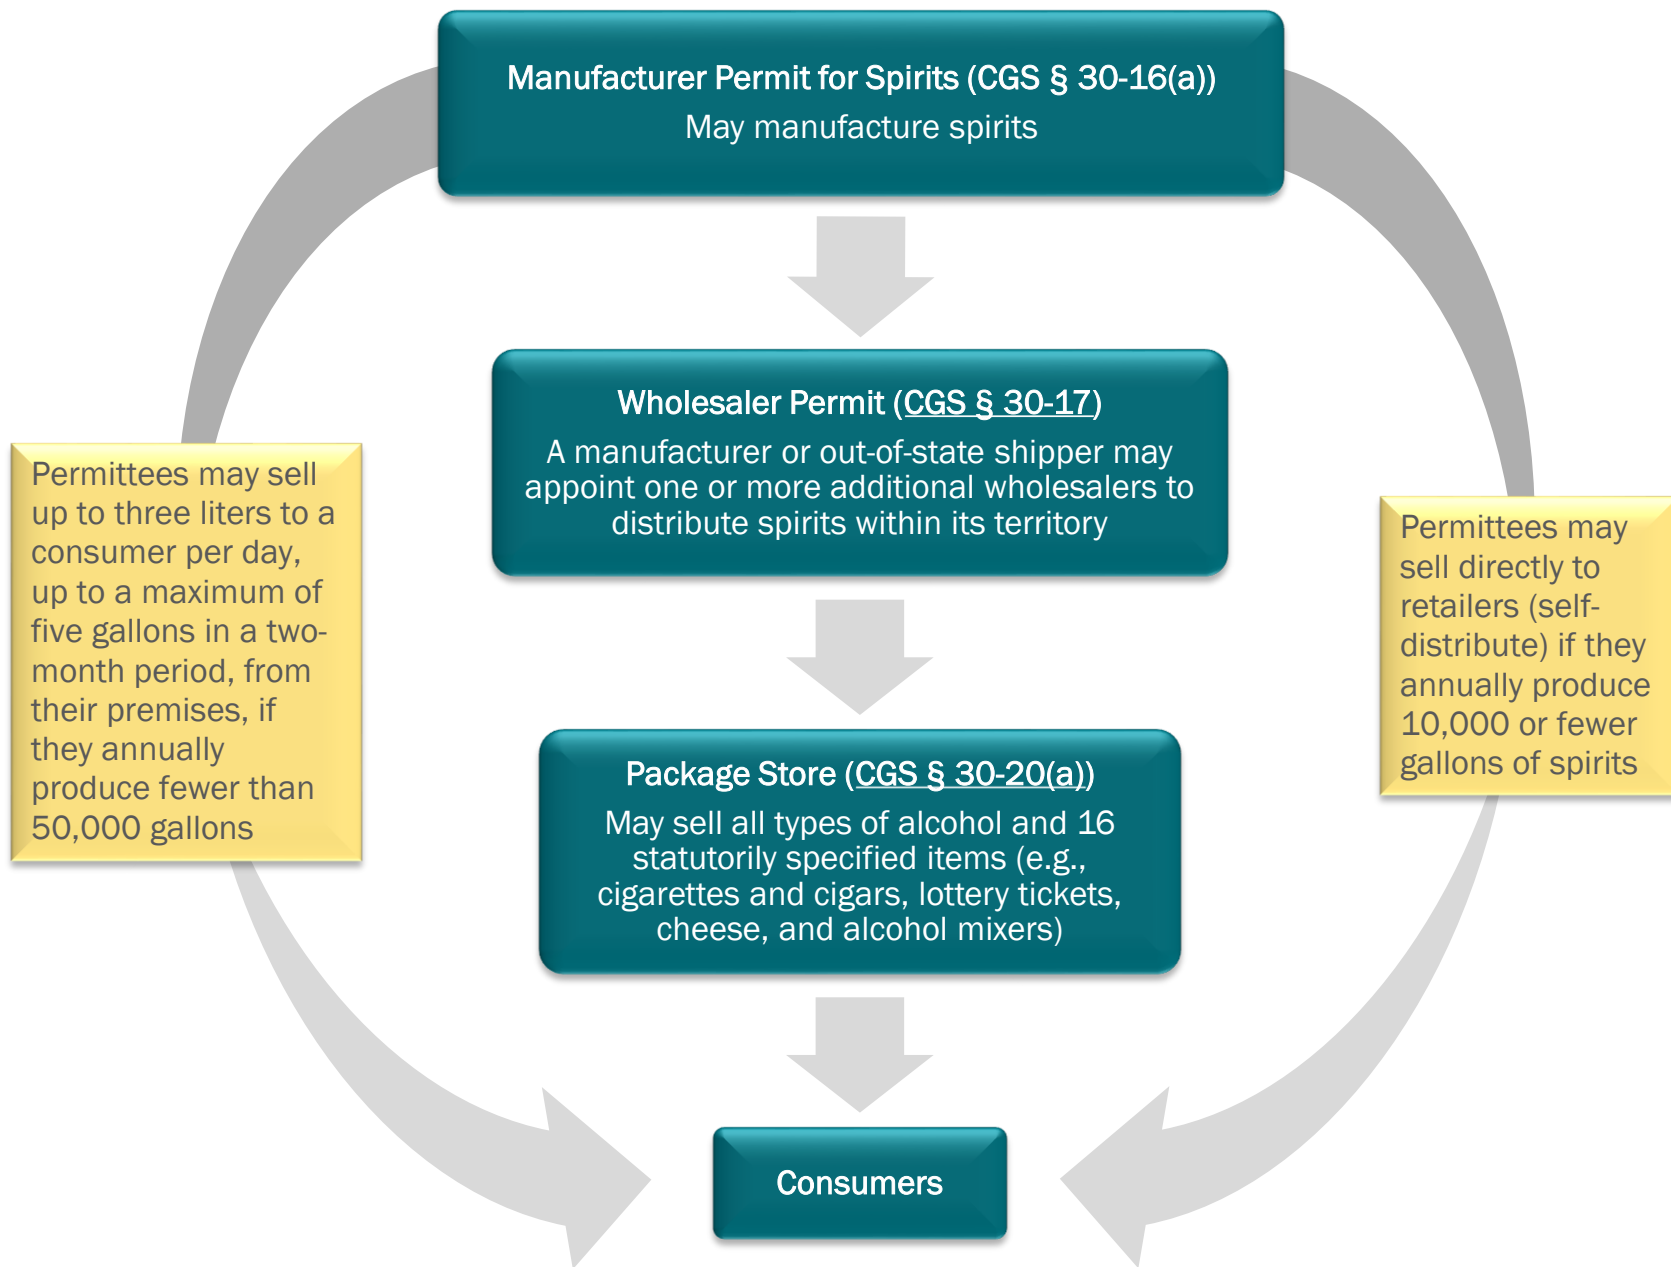 Manufacturer Permit for Spirits (CGS § 30-16(a))
May manufacture spirits
Wholesaler Permit (CGS § 30-17)
A manufacturer or out-of-state shipper may
appoint one or more additional wholesalers to
distribute spirits within its territory
Permittees may sell
up to three liters to a
consumer per day,
up to a maximum of
five gallons in a two-
month period, from
their premises, if
they annually
produce fewer than
50,000 gallons
Permittees may
sell directly to
retailers (self-
distribute) if they
annually produce
10,000 or fewer
gallons of spirits
Package Store (CGS § 30-20(a))
May sell all types of alcohol and 16
statutorily specified items (e.g.,
cigarettes and cigars, lottery tickets,
cheese, and alcohol mixers)
Consumers